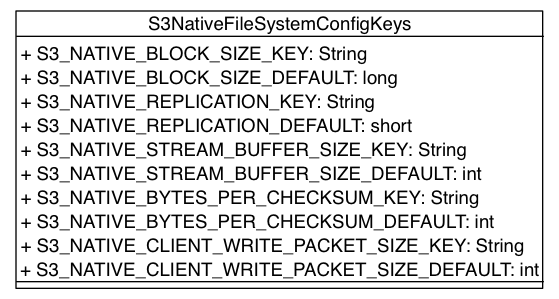 S3NativeFileSystemConfigKeys
+ S3_NATIVE_BLOCK_SIZE_KEY: String
+ S3_NATIVE_BLOCK_SIZE_DEFAULT: long
+ S3_NATIVE_REPLICATION_KEY: String
+ S3_NATIVE_REPLICATION_DEFAULT: short
+ S3_NATIVE_STREAM_BUFFER_SIZE_KEY: String
+ S3_NATIVE_STREAM_BUFFER_SIZE_DEFAULT: int
+ S3_NATIVE_BYTES_PER_CHECKSUM_KEY: String
+ S3_NATIVE_BYTES_PER_CHECKSUM_DEFAULT: int
+ S3_NATIVE_CLIENT_WRITE_PACKET_SIZE_KEY: String
+ S3_NATIVE_CLIENT_WRITE_PACKET_SIZE_DEFAULT: int